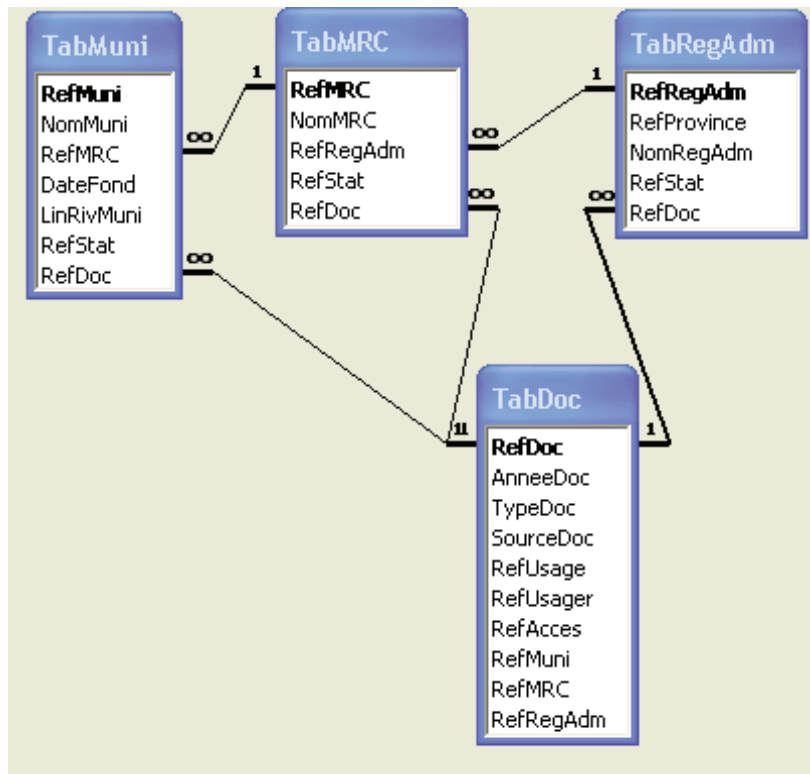 TabMuni
RefMuni
NomMuni
RefMRC
DateFond
LinRivMuni
RefStat
RefDoc
1
∞
∞
TabMRC
RefMRC
NomMRC
RefRegAdm
RefStat
RefDoc
1
∞
∞
TabRegAdm
RefRegAdm
RefProvince
NomRegAdm
RefStat
RefDoc
∞
TabDoc
RefDoc
AnneeDoc
TypeDoc
SourceDoc
RefUsage
RefUsager
RefAcces
RefMuni
RefMRC
RefRegAdm
11
1